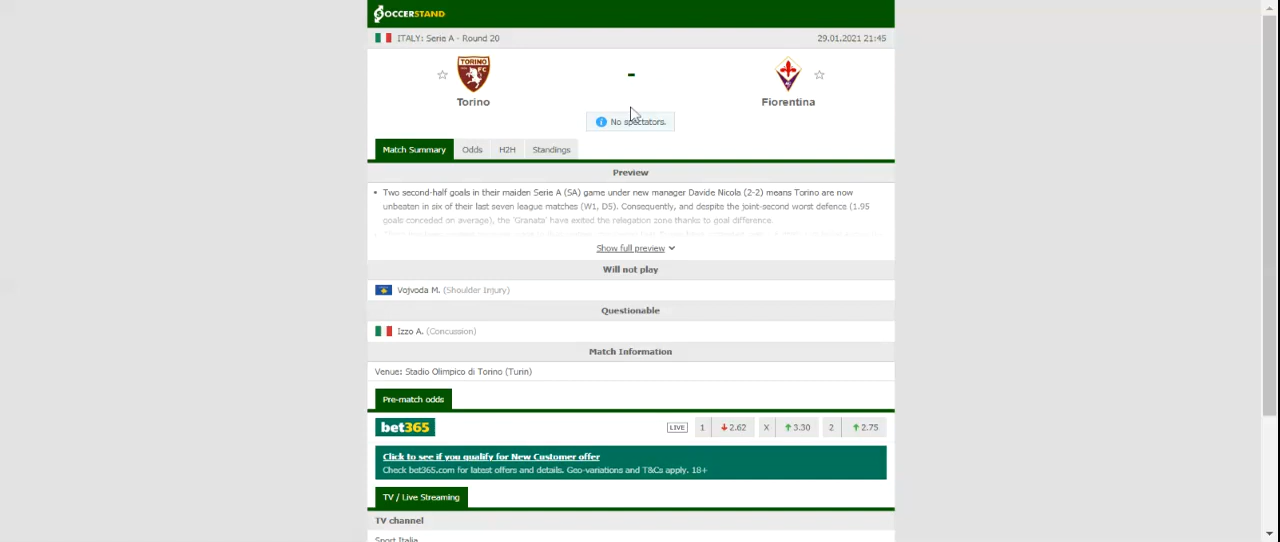 SOCCERSTAND
ITALY: Serie A - Round 20
29.01.2021 21:45
TORINO FC
-
Torino
Fiorentina
No spectators.
Match Summary Odds H2H Standings
Preview
• Two second-half goals in their maiden Serie A (SA) game under new manager Davide Nicola (2-2) means Torino are now
unbeaten in six of their last seven league matches (W1, D5). Consequently, and despite the joint-second worst defence (1.95
goals conceded on average), the 'Granata' have exited the relegation zone thanks to goal difference.
Show full preview
Will not play
Vojvoda M. (Shoulder Injury)
Questionable
Izzo A. (Concussion)
Match Information
Venue: Stadio Olimpico di Torino (Turin)
Pre-match odds
bet365 LIVE 1 2.62 X 3.30 2 2.75
Click to see if you qualify for New Customer offer
Check bet365.com for latest offers and details. Geo-variations and T&Cs apply. 18+
TV / Live Streaming
TV channel
Sport Italia